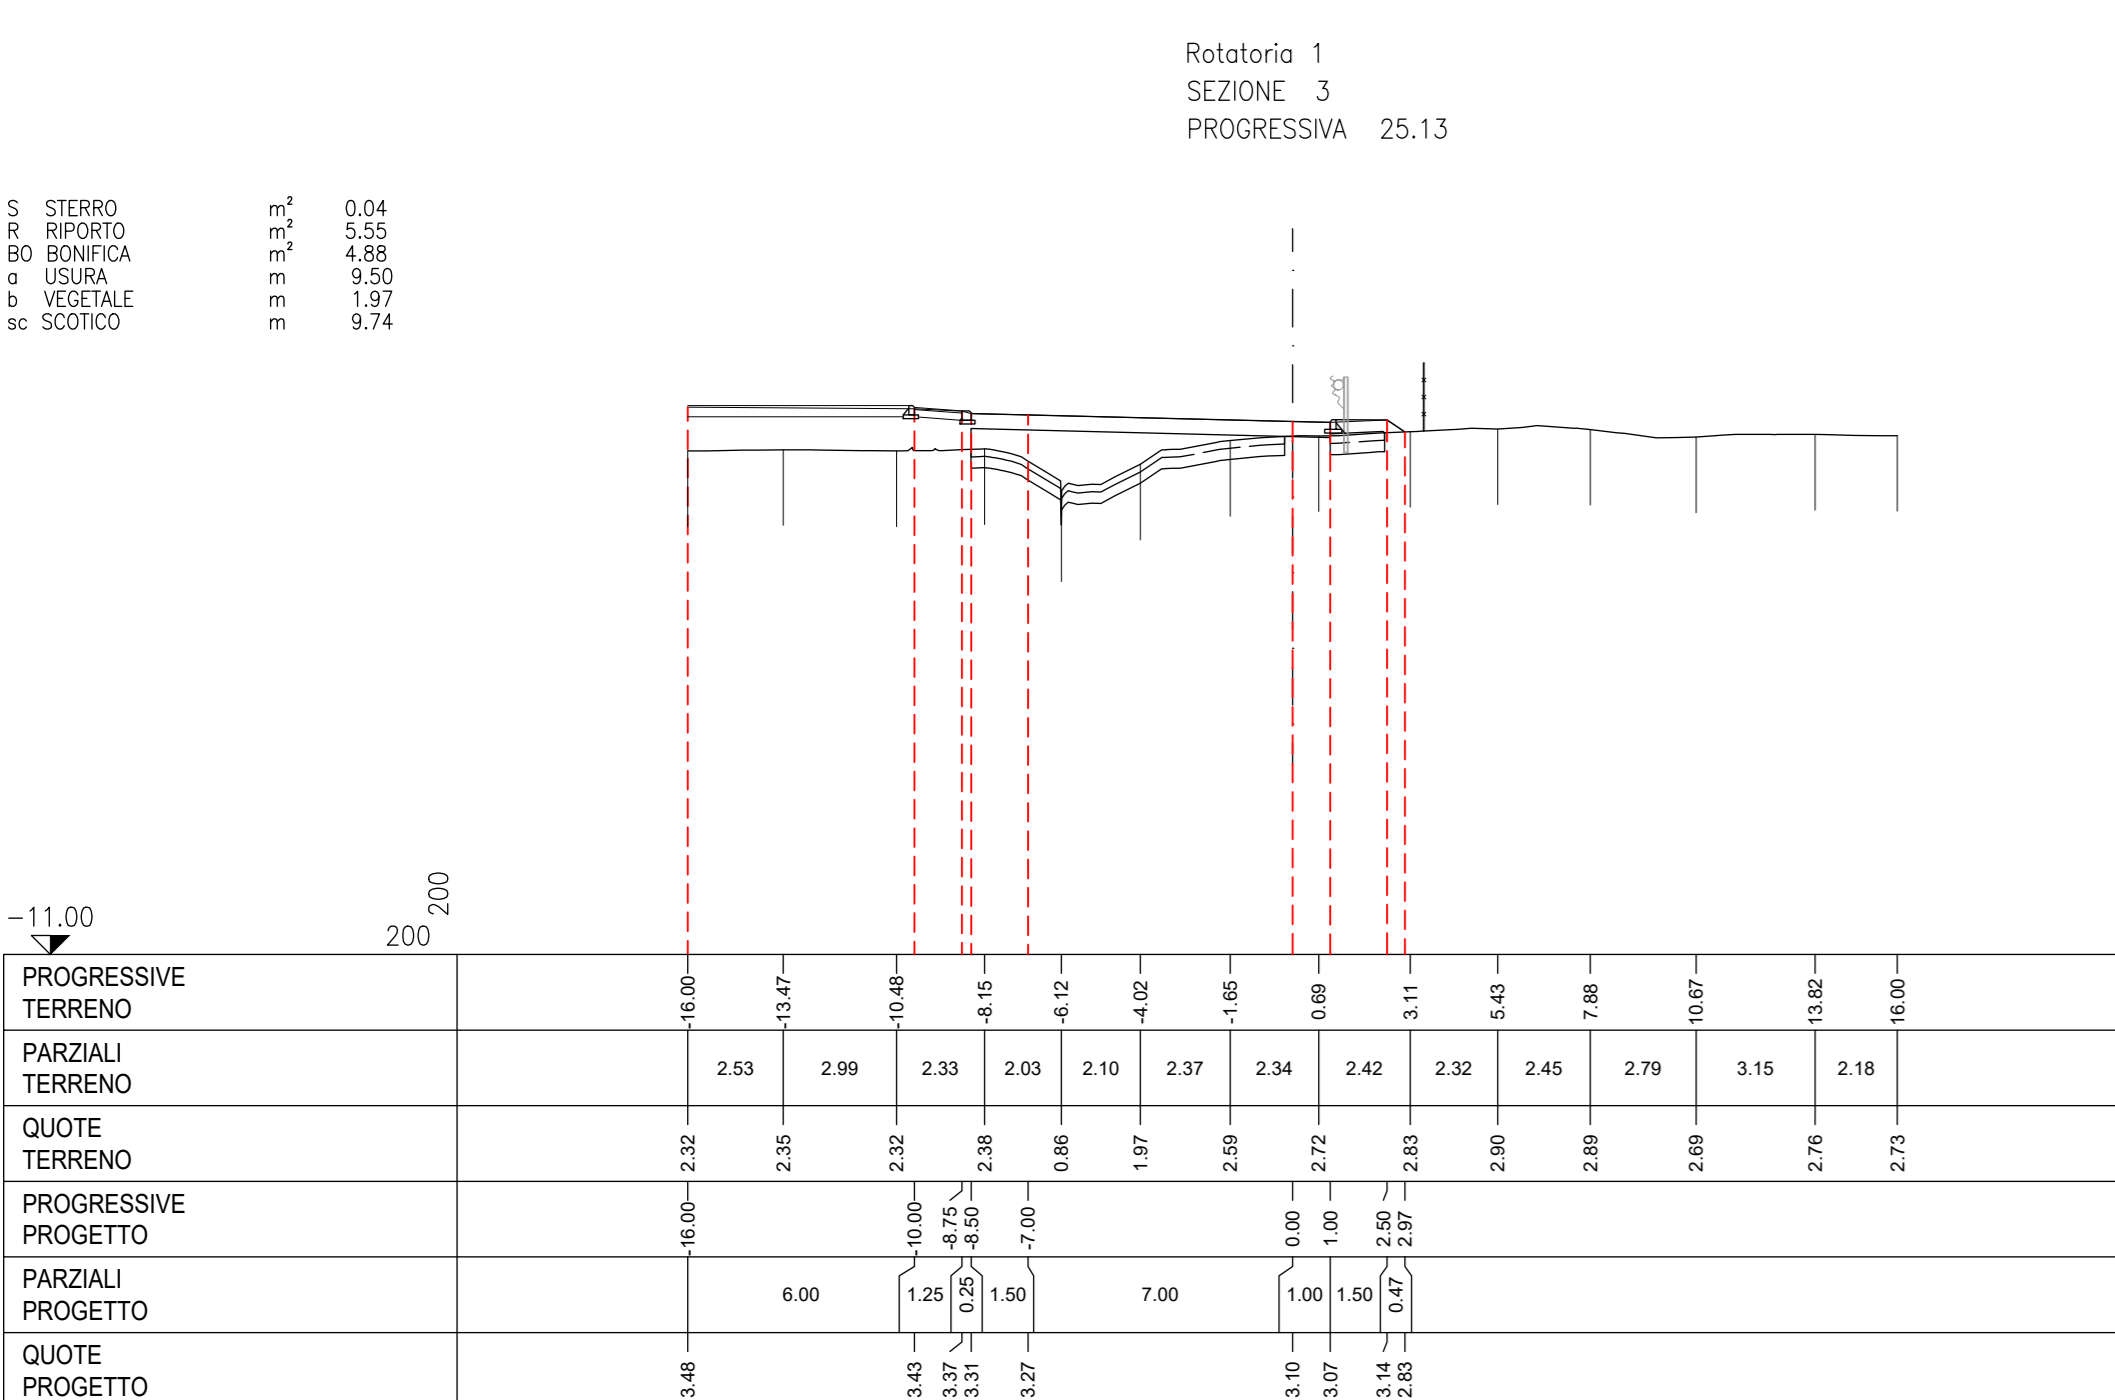 Rotatoria 1
SEZIONE 3
PROGRESSIVA 25.13
S STERRO m² 0.04
R RIPORTO m² 5.55
BO BONIFICA m² 4.88
a USURA m 9.50
b VEGETALE m 1.97
sc SCOTICO m 9.74
-11.00
200
200
PROGRESSIVE
TERRENO
-16.00 -13.47 -10.48 -8.15 -6.12 -4.02 -1.65 0.69 3.11 5.43 7.88 10.67 13.82 16.00
PARZIALI
TERRENO
2.53 2.99 2.33 2.03 2.10 2.37 2.34 2.42 2.32 2.45 2.79 3.15 2.18
QUOTE
TERRENO
2.32 2.35 2.32 2.38 0.86 1.97 2.59 2.72 2.83 2.90 2.89 2.69 2.76 2.73
PROGRESSIVE
PROGETTO
-16.00 -10.00 -8.75 -8.50 -7.00 0.00 1.00 2.50 2.97
PARZIALI
PROGETTO
6.00 1.25 0.25 1.50 7.00 1.00 1.50 0.47
QUOTE
PROGETTO
3.48 3.43 3.37 3.31 3.27 3.10 3.07 3.14 2.83